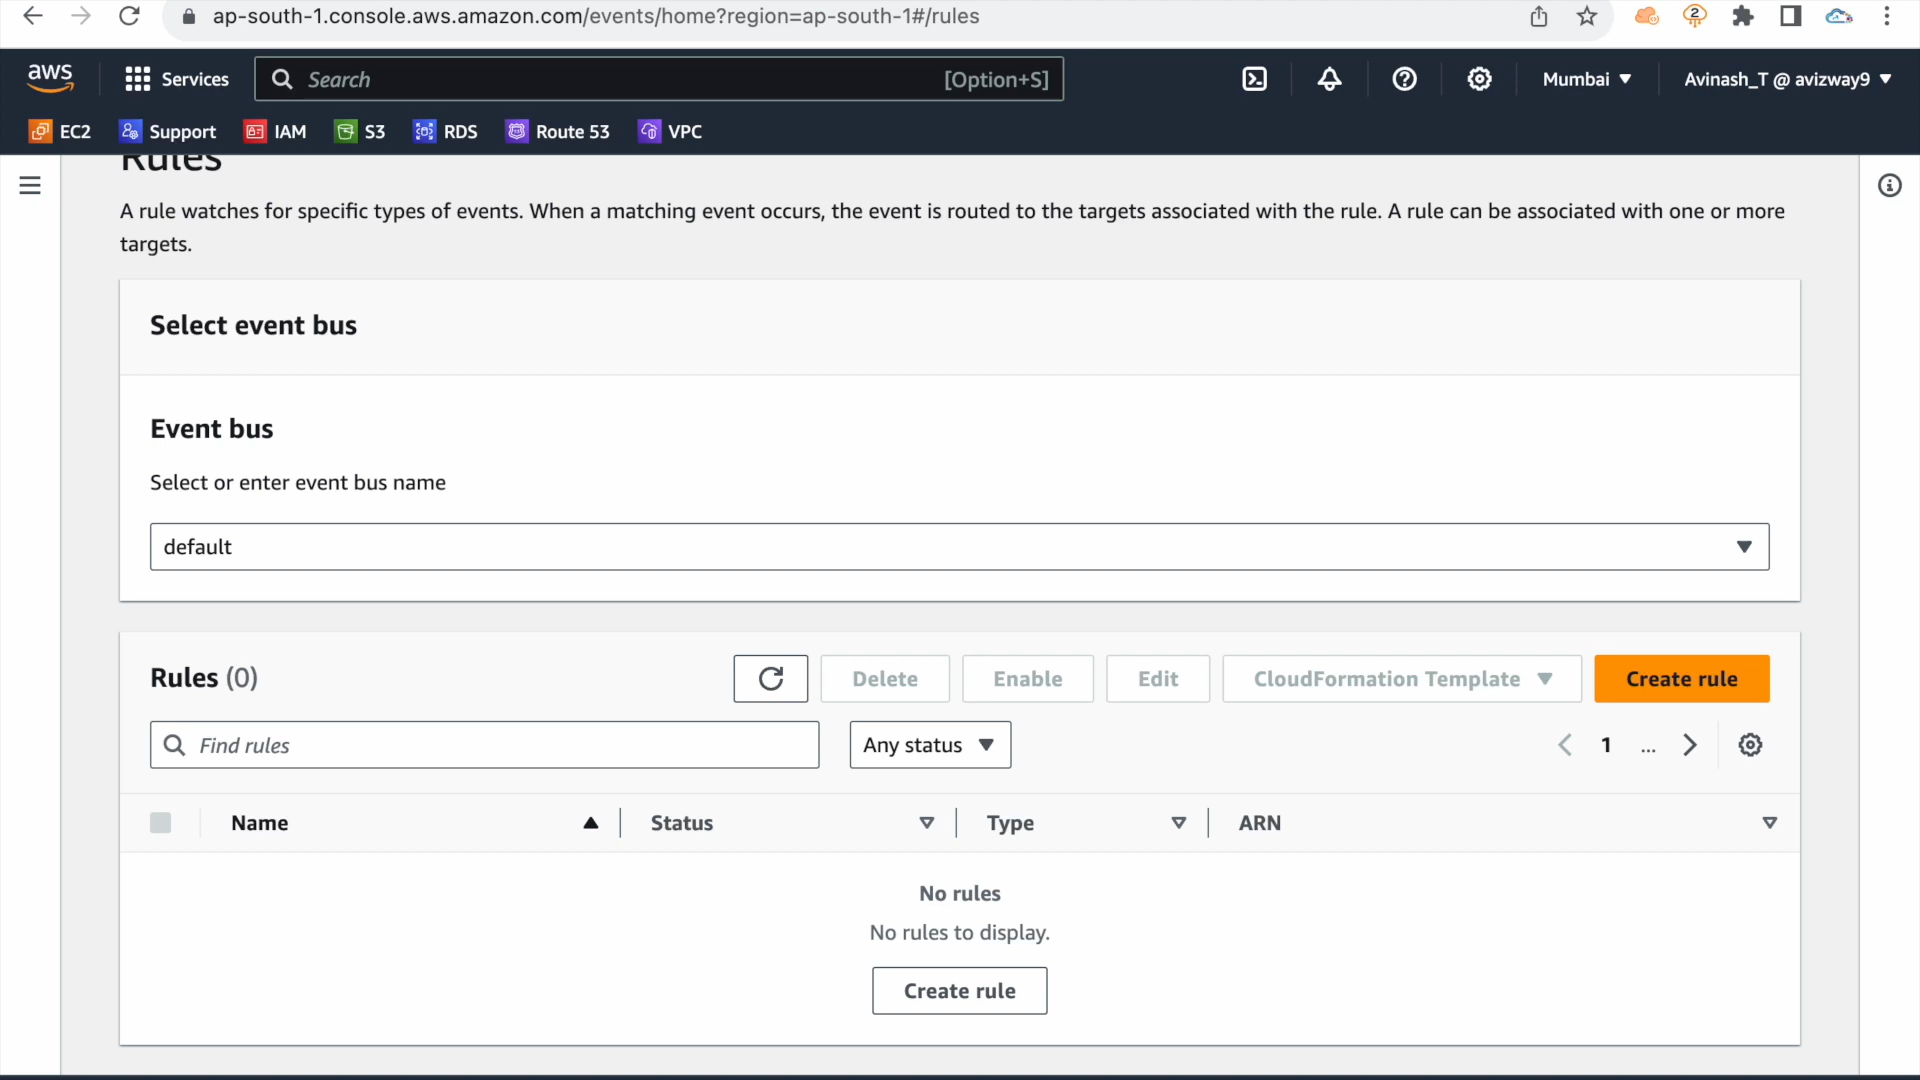 ap-south-1.console.aws.amazon.com/events/home?region=ap-south-1#/rules
2
aws
Services
Search
[Option+S]
Mumbai
Avinash_T @ avizway9
EC2
Support
IAM
S3
RDS
Route 53
VPC
Rules
A rule watches for specific types of events. When a matching event occurs, the event is routed to the targets associated with the rule. A rule can be associated with one or more
targets.
Select event bus
Event bus
Select or enter event bus name
default
Rules (0)
Delete
Enable
Edit
CloudFormation Template
Create rule
Find rules
Any status
1
...
Name
Status
Type
ARN
No rules
No rules to display.
Create rule